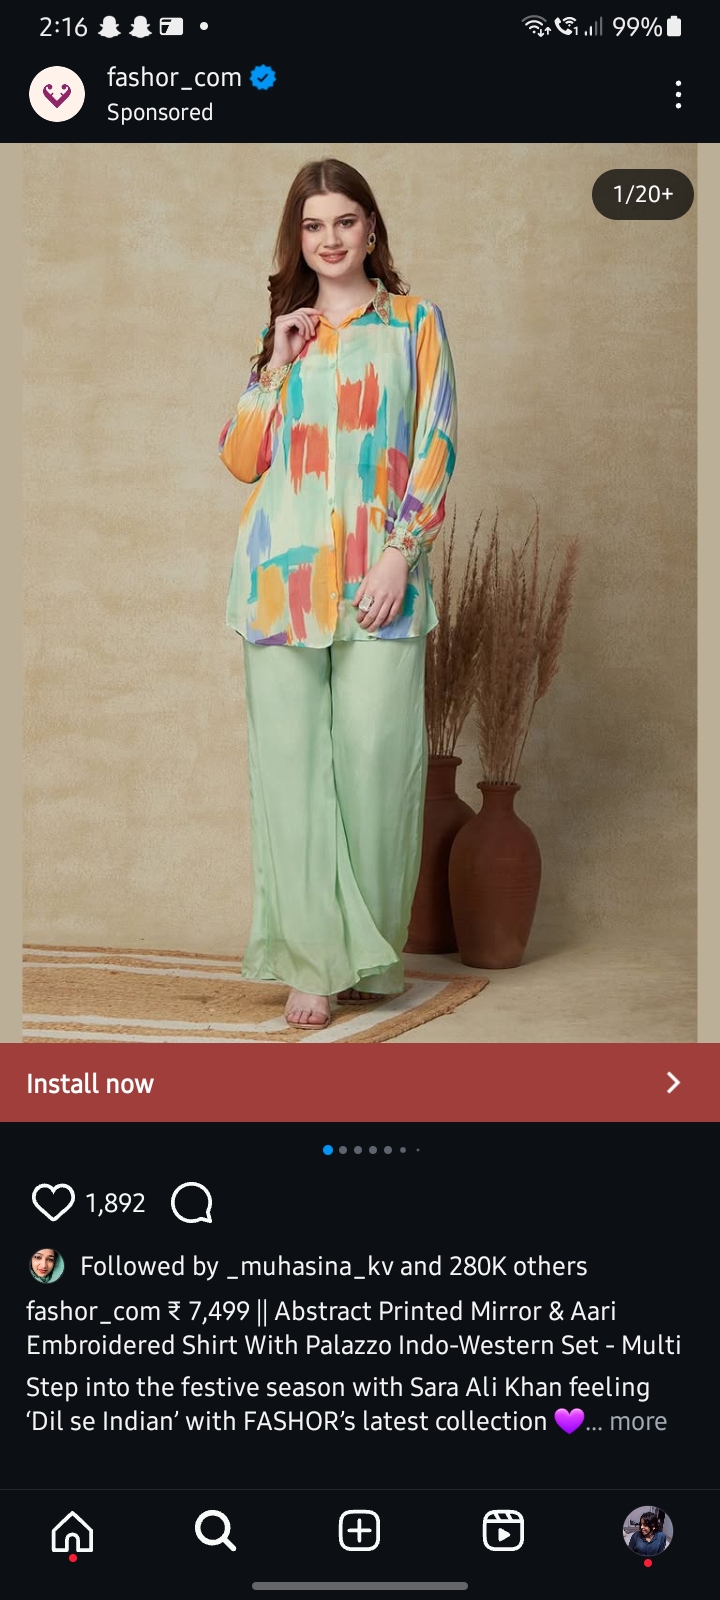 2:16 99%
fashor_com
Sponsored
1/20+
Install now
1,892
Followed by _muhasina_kv and 280K others
fashor_com ₹ 7,499 || Abstract Printed Mirror & Aari
Embroidered Shirt With Palazzo Indo-Western Set - Multi
Step into the festive season with Sara Ali Khan feeling
‘Dil se Indian’ with FASHOR’s latest collection 💜... more